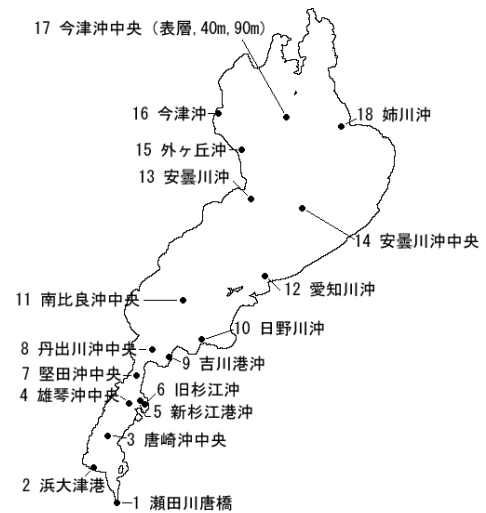 17 今津沖中央（表層,40m,90m）
16 今津沖
18 姉川沖
15 外ヶ丘沖
13 安曇川沖
14 安曇川沖中央
12 愛知川沖
11 南比良沖中央
10 日野川沖
8 丹出川沖中央
9 吉川港沖
7 堅田沖中央
6 旧杉江沖
4 雄琴沖中央
5 新杉江港沖
3 唐崎沖中央
2 浜大津港
1 瀬田川唐橋